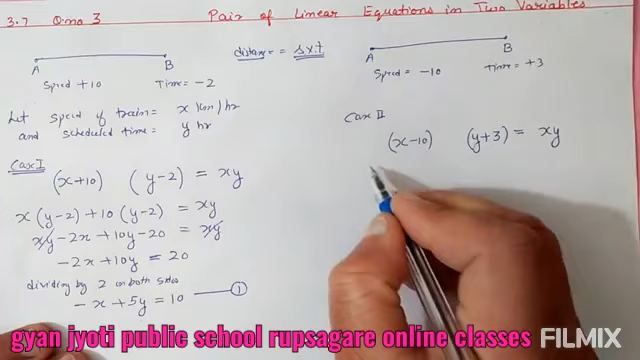 3.7 Q.no 3 Pair of Linear Equations in Two Variables
A B
Speed +10 Time = -2
distance = s x t
A B
Speed = -10 Time = +3
Let speed of train = x km/hr
and scheduled time = y hr
Case I
(x+10) (y-2) = xy
x(y-2)+10(y-2) = xy
xy-2x+10y-20 = xy
-2x+10y = 20
dividing by 2 on both sides
-x+5y = 10 ①
Case II
(x-10) (y+3) = xy
gyan jyoti public school rupsagare online classes
FILMIX